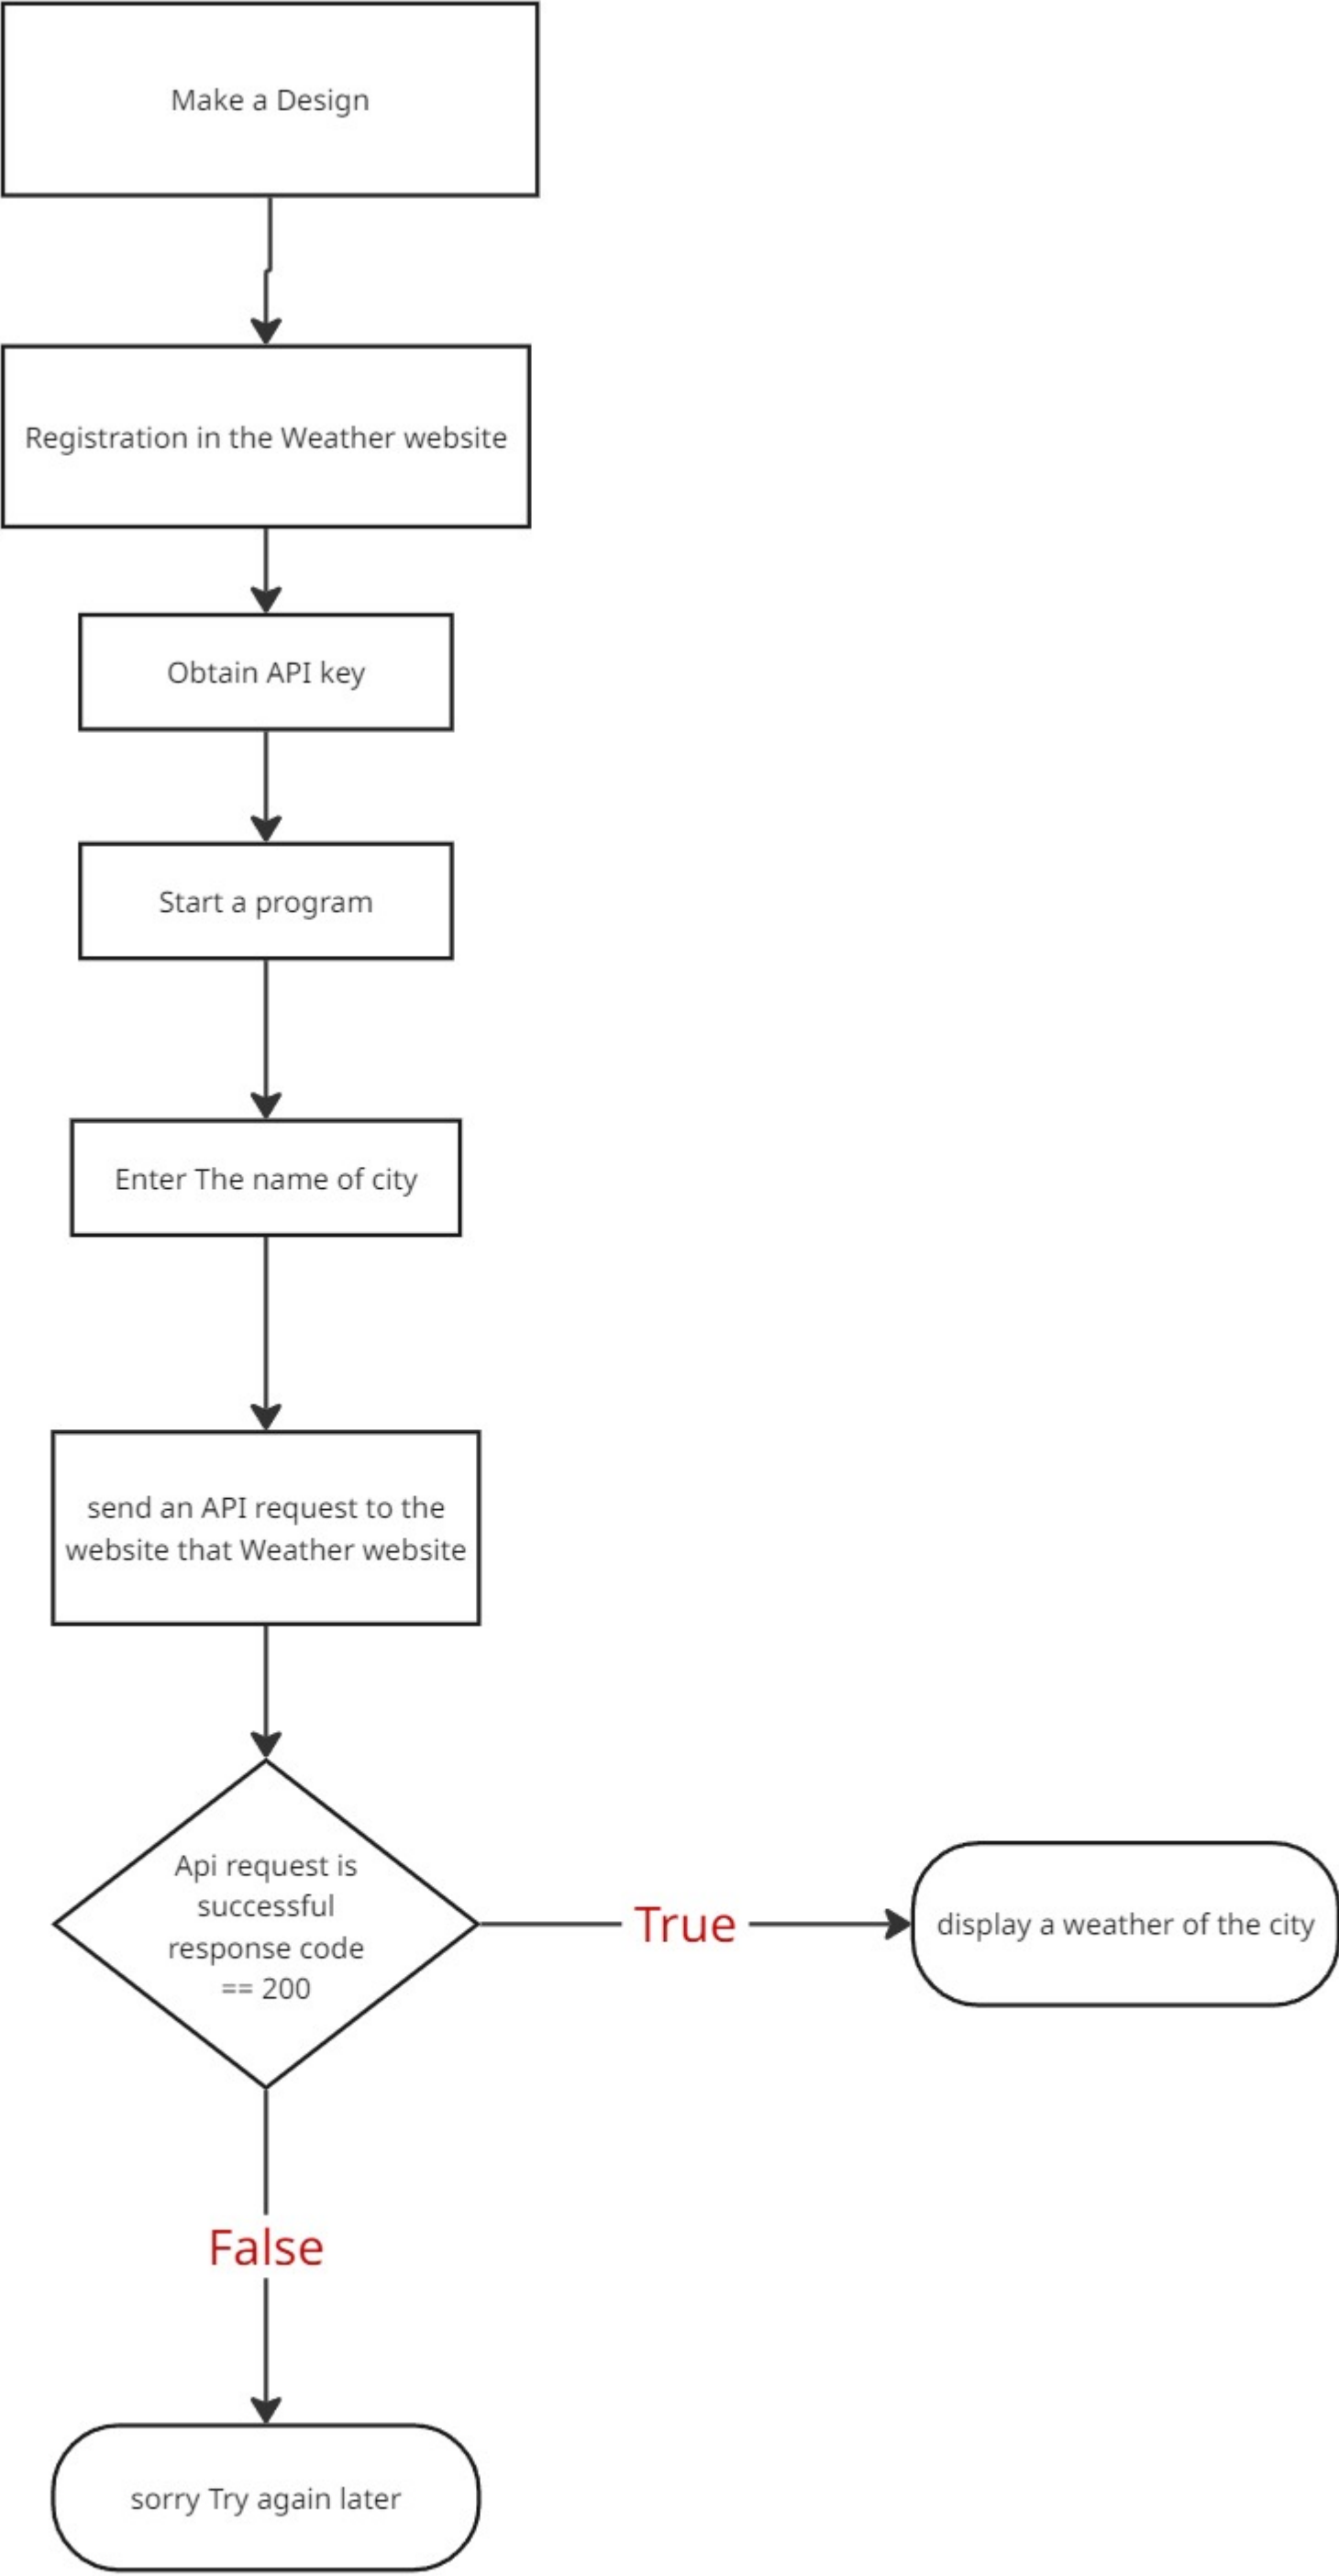 Make a Design
Registration in the Weather website
Obtain API key
Start a program
Enter The name of city
send an API request to the
website that Weather website
Api request is
successful
response code
== 200
True
display a weather of the city
False
sorry Try again later